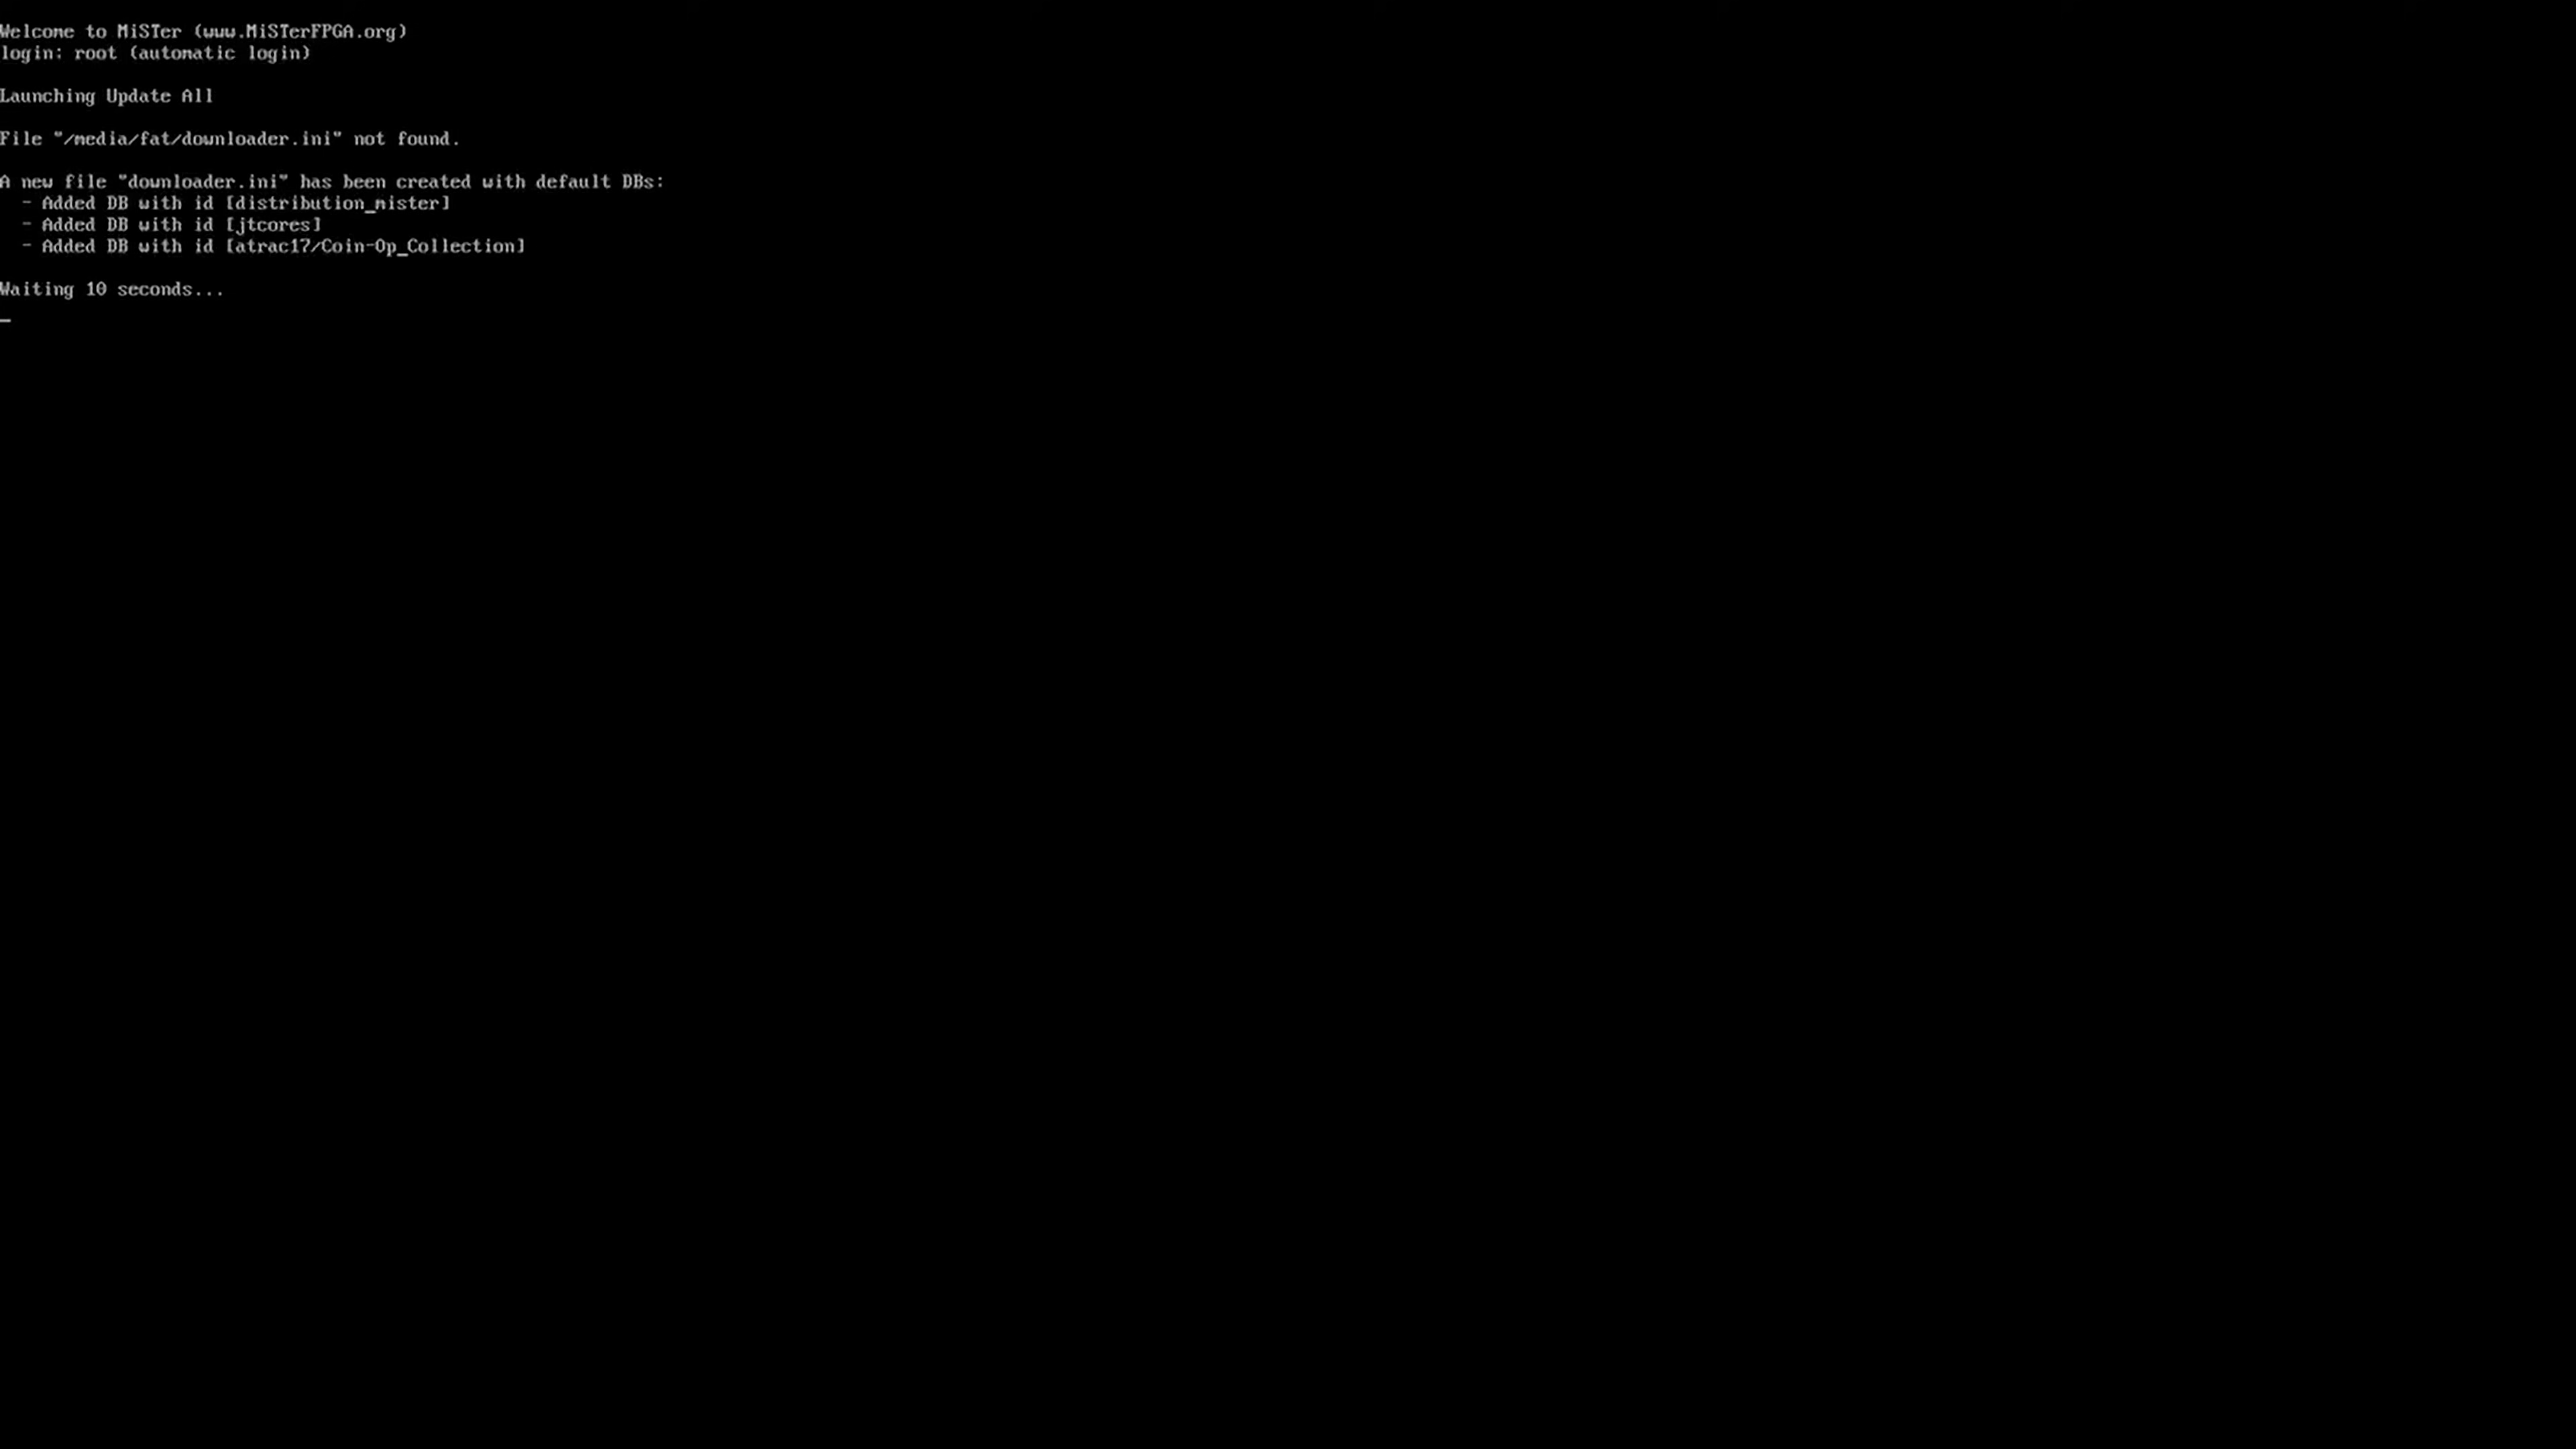 Welcome to MiSTer (www.MiSTerFPGA.org)
login: root (automatic login)
Launching Update All
File "/media/fat/downloader.ini" not found.
A new file "downloader.ini" has been created with default DBs:
- Added DB with id [distribution_mister]
- Added DB with id [jtcores]
- Added DB with id [atrac17/Coin-Op_Collection]
Waiting 10 seconds...